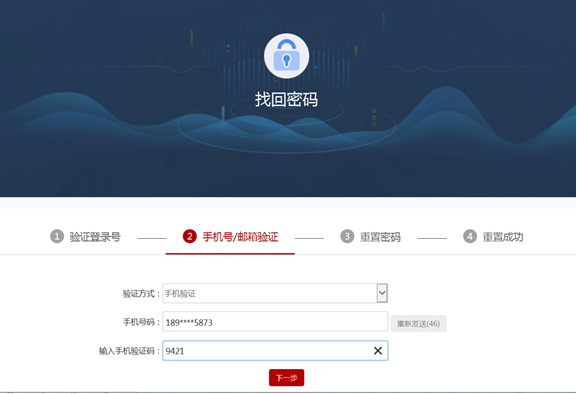 找回密码
1 验证登录号 2 手机号/邮箱验证 3 重置密码 4 重置成功
验证方式： 手机验证
手机号码： 189****5873 重新发送(46)
输入手机验证码： 9421
下一步